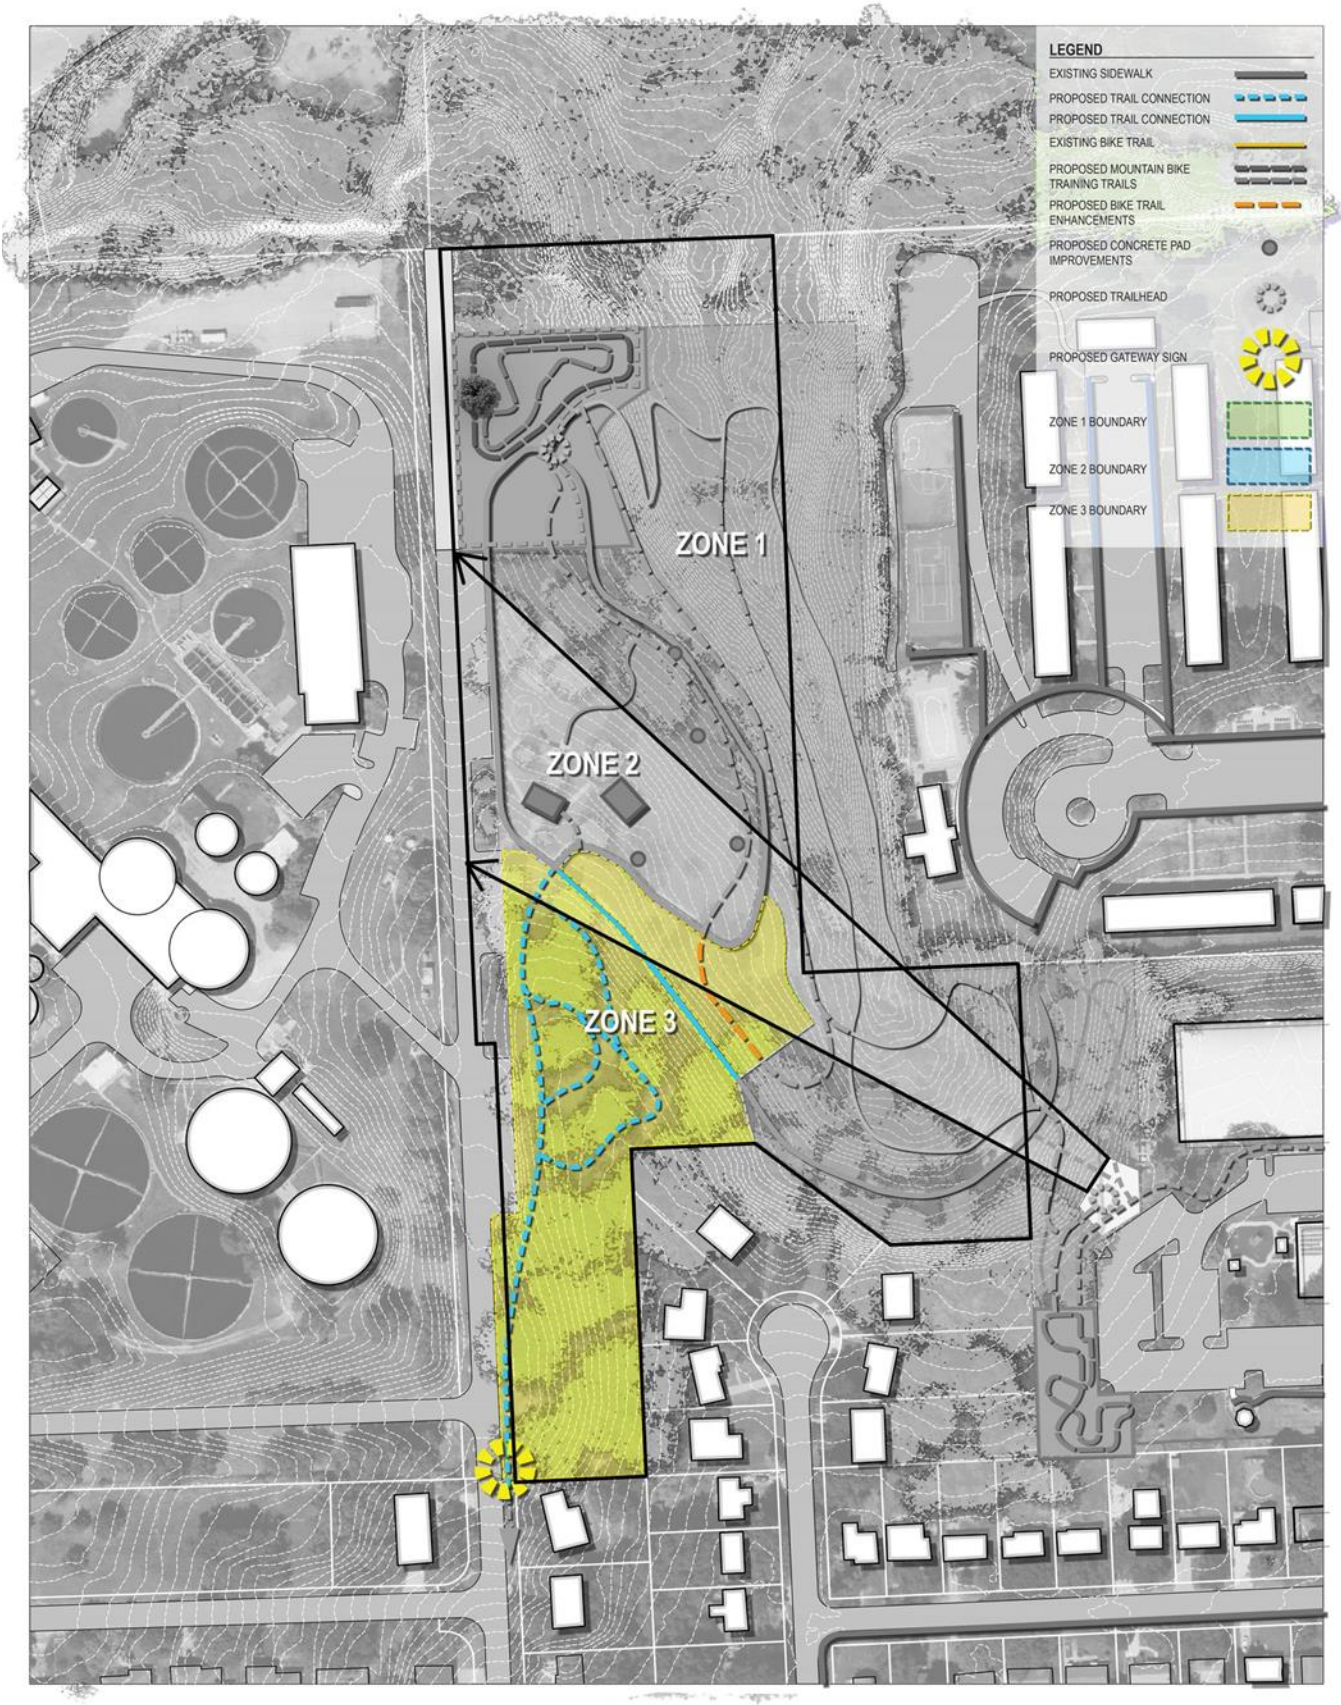 LEGEND
EXISTING SIDEWALK
PROPOSED TRAIL CONNECTION
PROPOSED TRAIL CONNECTION
EXISTING BIKE TRAIL
PROPOSED MOUNTAIN BIKE
TRAINING TRAILS
PROPOSED BIKE TRAIL
ENHANCEMENTS
PROPOSED CONCRETE PAD
IMPROVEMENTS
PROPOSED TRAILHEAD
PROPOSED GATEWAY SIGN
ZONE 1 BOUNDARY
ZONE 2 BOUNDARY
ZONE 3 BOUNDARY
ZONE 1
ZONE 2
ZONE 3